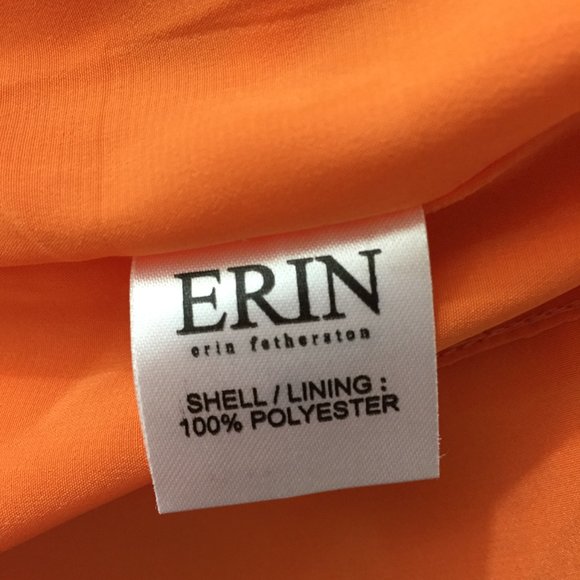 ERIN
erin fetherston
SHELL / LINING :
100% POLYESTER